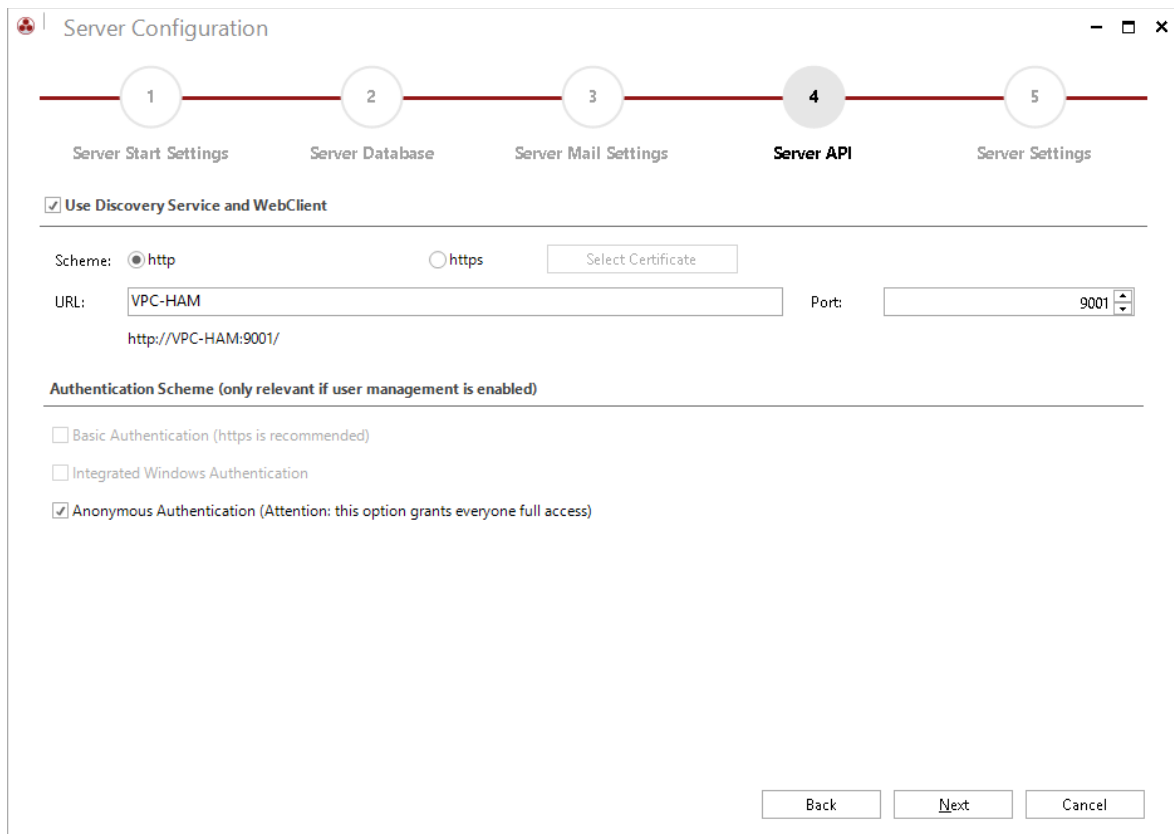 Server Configuration
1 2 3 4 5
Server Start Settings Server Database Server Mail Settings Server API Server Settings
Use Discovery Service and WebClient
Scheme: http https Select Certificate
URL: VPC-HAM Port: 9001
http://VPC-HAM:9001/
Authentication Scheme (only relevant if user management is enabled)
Basic Authentication (https is recommended)
Integrated Windows Authentication
Anonymous Authentication (Attention: this option grants everyone full access)
Back Next Cancel